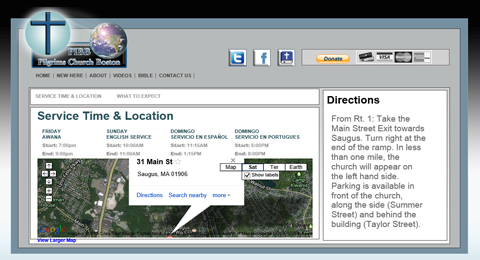 FIBB
Pilgrims Church Boston
Donate
VISA
HOME | NEW HERE | ABOUT | VIDEOS | BIBLE | CONTACT US |
SERVICE TIME & LOCATION WHAT TO EXPECT
Service Time & Location
FRIDAY SUNDAY DOMINGO DOMINGO
AWANA ENGLISH SERVICE SERVICIO EN ESPAÑOL SERVICIO EN PORTUGUES
Start: 7:00pm Start: 10:00AM Start: 11:15AM Start: 6:00PM
End: 9:00pm End: 11:00AM End: 1:15PM End: 8:00PM
31 Main St
Saugus, MA 01906
Directions Search nearby more
Map Sat Ter Earth
Show labels
View Larger Map
Directions
From Rt. 1: Take the
Main Street Exit towards
Saugus. Turn right at the
end of the ramp. In less
than one mile, the
church will appear on
the left hand side.
Parking is available in
front of the church,
along the side (Summer
Street) and behind the
building (Taylor Street).